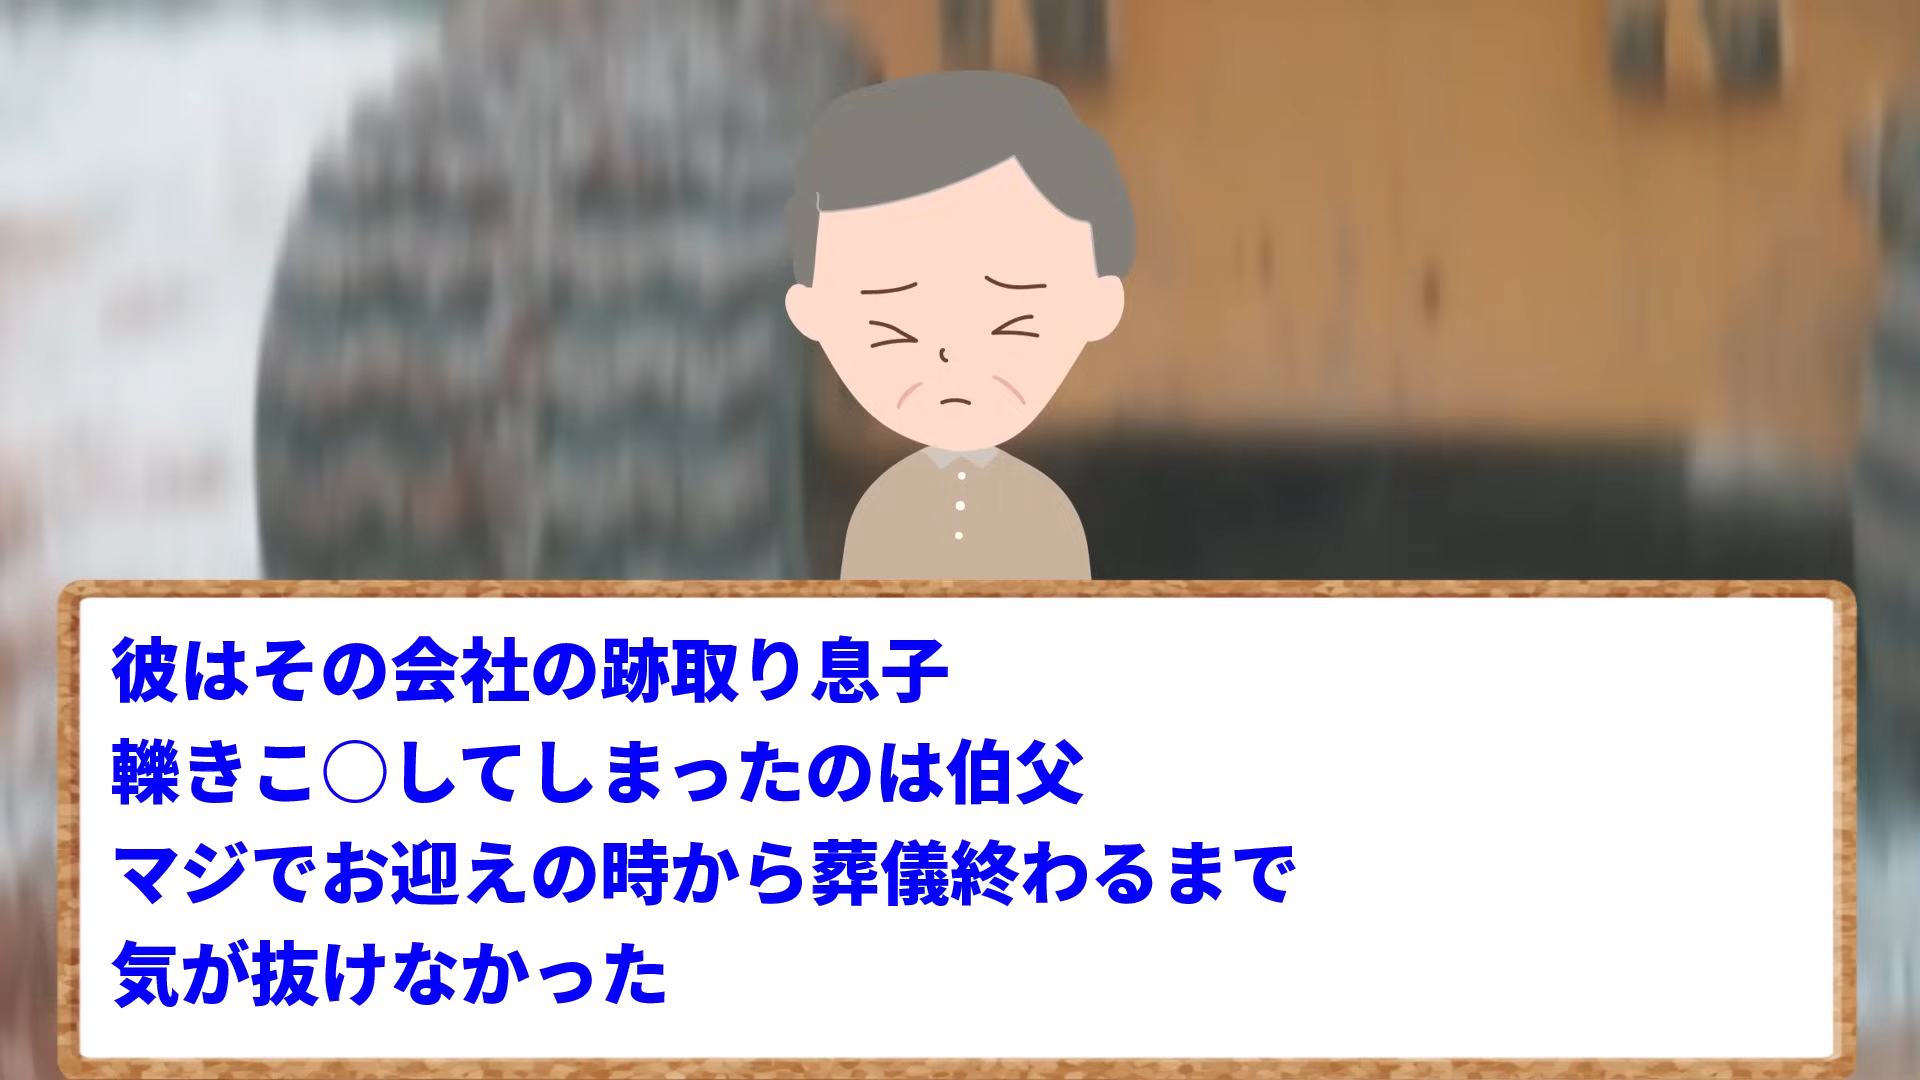 彼はその会社の跡取り息子
轢きこ◯してしまったのは伯父
マジでお迎えの時から葬儀終わるまで
気が抜けなかった